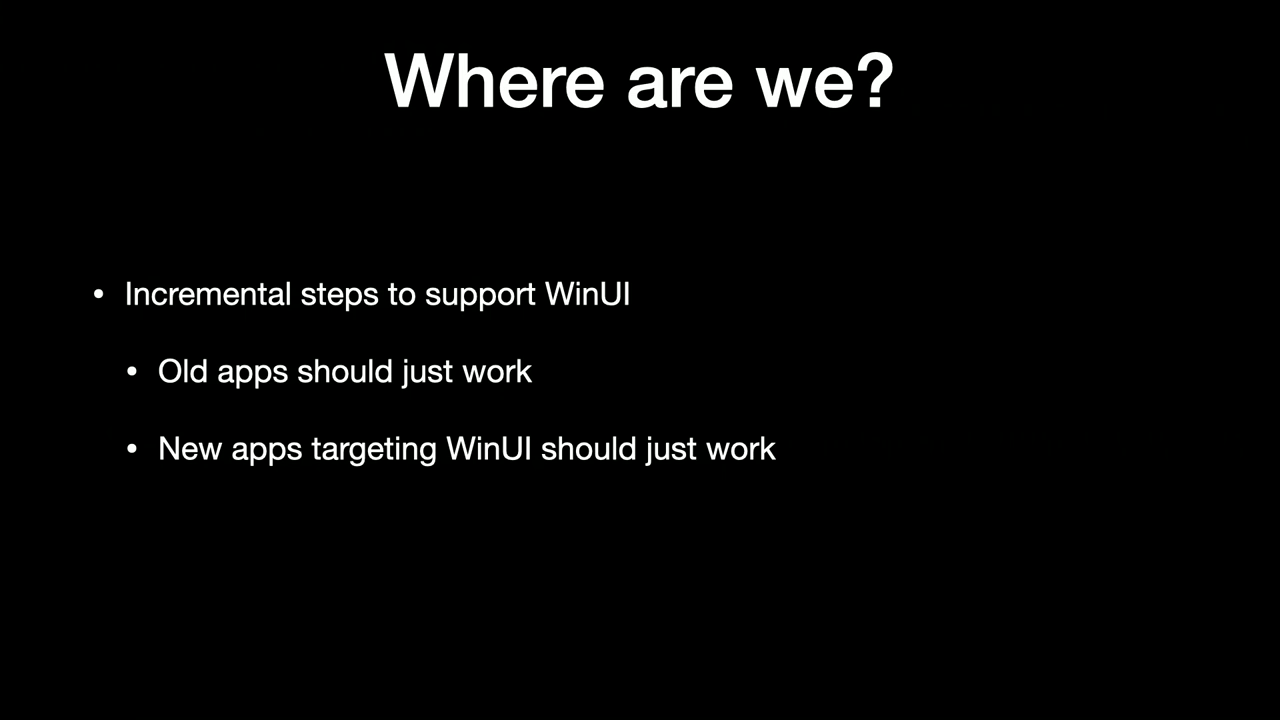 Where are we?
• Incremental steps to support WinUI
• Old apps should just work
• New apps targeting WinUI should just work